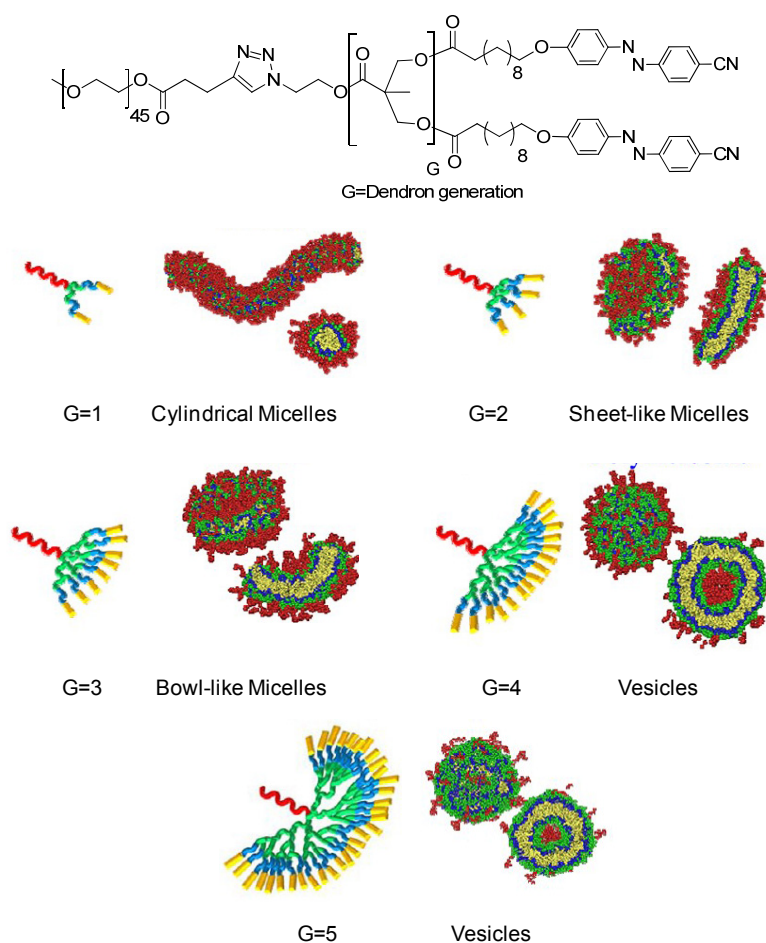 N N N O O O O O 45 O O 8 O N N CN
O O 8 O N N CN
G
G=Dendron generation
G=1 Cylindrical Micelles G=2 Sheet-like Micelles
G=3 Bowl-like Micelles G=4 Vesicles
G=5 Vesicles